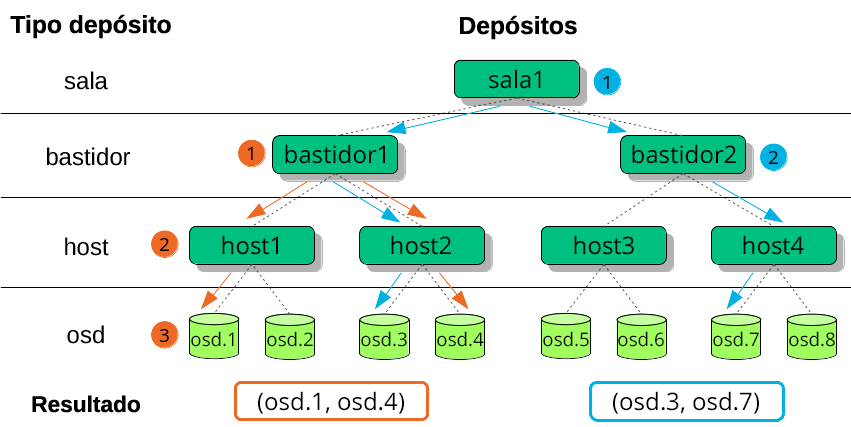 Tipo depósito Depósitos
sala sala1 1
bastidor 1 bastidor1 bastidor2 2
host 2 host1 host2 host3 host4
osd 3 osd.1 osd.2 osd.3 osd.4 osd.5 osd.6 osd.7 osd.8
Resultado (osd.1, osd.4) (osd.3, osd.7)